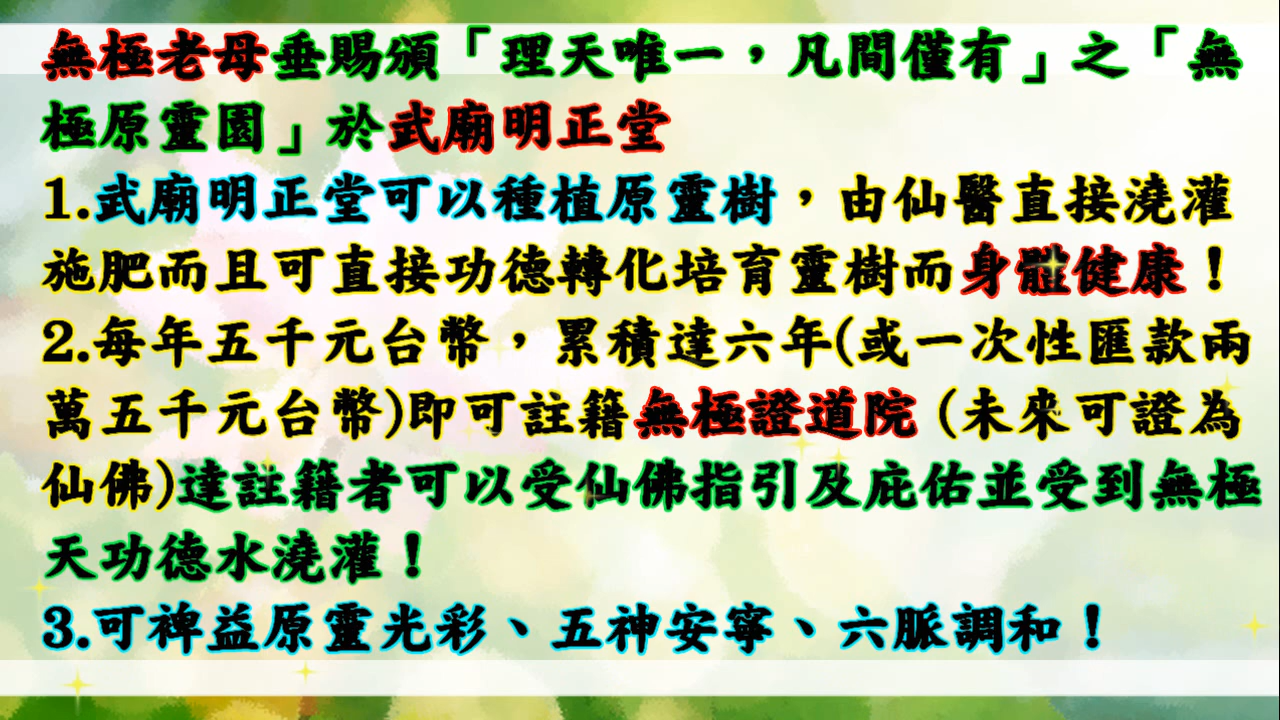 無極老母垂賜頒「理天唯一，凡間僅有」之「無
極原靈園」於武廟明正堂
1.武廟明正堂可以種植原靈樹，由仙醫直接澆灌
施肥而且可直接功德轉化培育靈樹而身體健康！
2.每年五千元台幣，累積達六年(或一次性匯款兩
萬五千元台幣)即可註籍無極證道院 (未來可證為
仙佛)達註籍者可以受仙佛指引及庇佑並受到無極
天功德水澆灌！
3.可裨益原靈光彩、五神安寧、六脈調和！